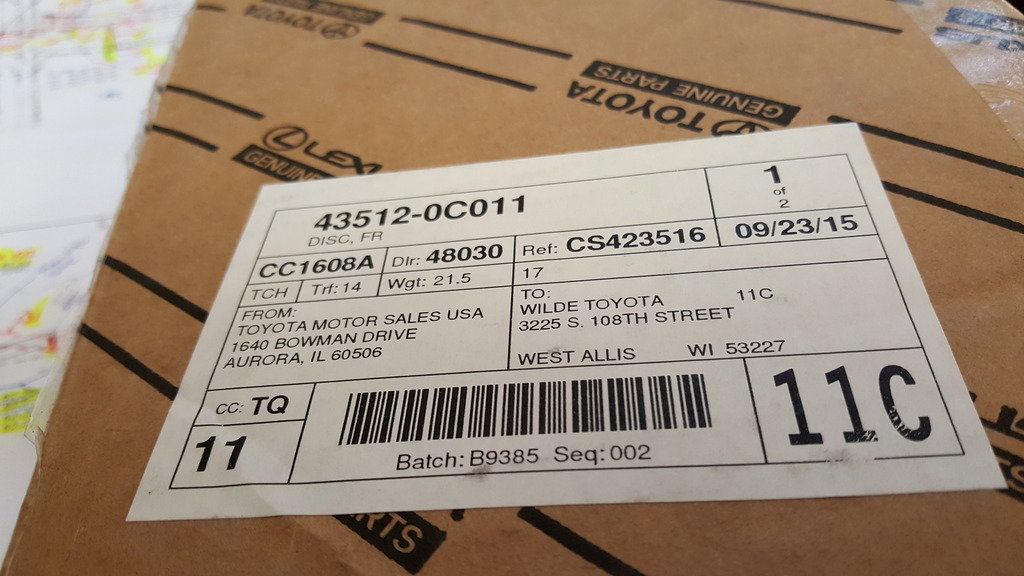 TOYOTA
TOYOTA
GENUINE PARTS
LEX
GENUINE
43512-0C011
DISC, FR
1
of
2
CC1608A
Dlr: 48030
Ref: CS423516
09/23/15
TCH
Trf: 14
Wgt: 21.5
17
FROM:
TOYOTA MOTOR SALES USA
1640 BOWMAN DRIVE
AURORA, IL 60506
TO:
WILDE TOYOTA 11C
3225 S. 108TH STREET
WEST ALLIS WI 53227
CC: TQ
11
Batch: B9385 Seq: 002
11C
RTS